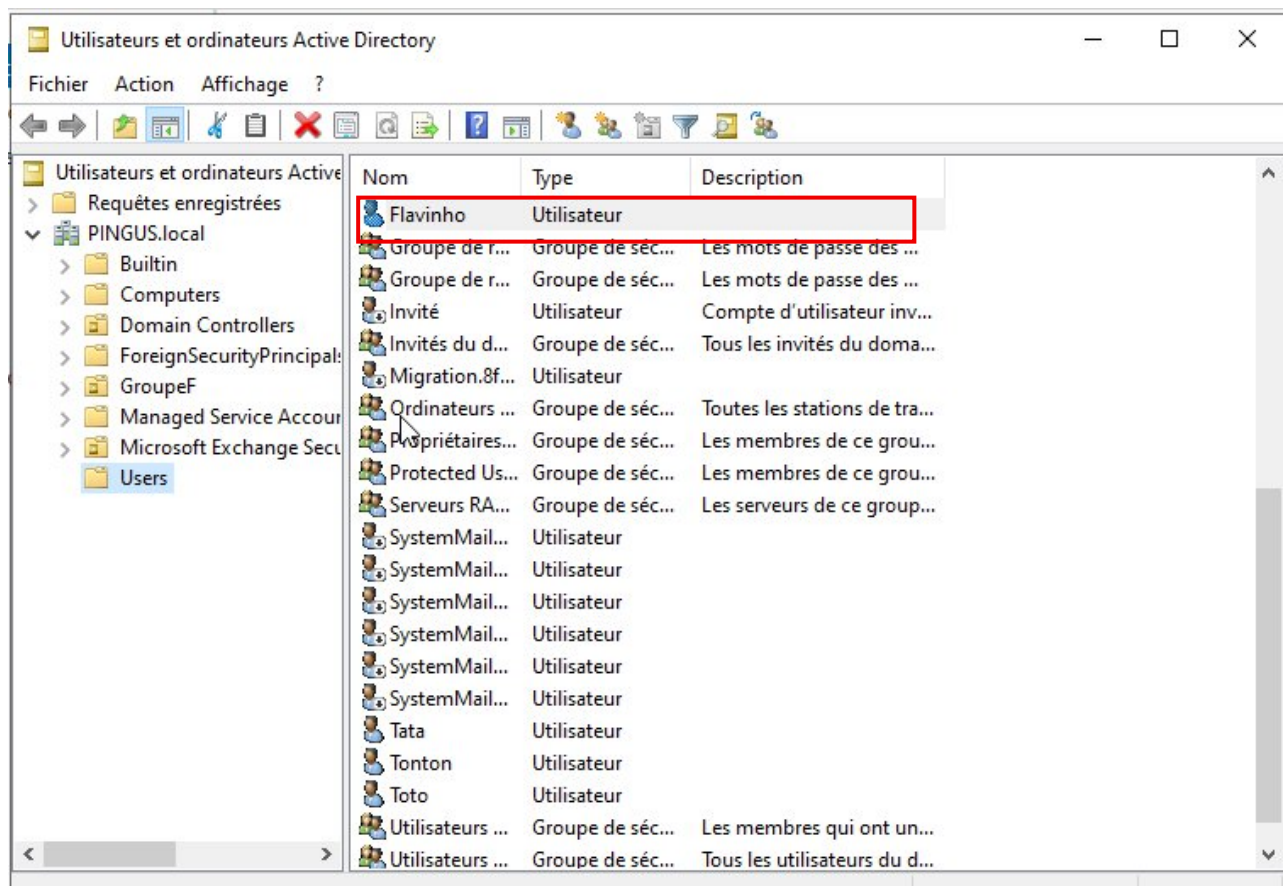 Utilisateurs et ordinateurs Active Directory
Fichier Action Affichage ?
Utilisateurs et ordinateurs Active
Requêtes enregistrées
PINGUS.local
Builtin
Computers
Domain Controllers
ForeignSecurityPrincipals
GroupeF
Managed Service Accour
Microsoft Exchange Secu
Users
Nom Type Description
Flavinho Utilisateur
Groupe de r... Groupe de séc... Les mots de passe des ...
Groupe de r... Groupe de séc... Les mots de passe des ...
Invité Utilisateur Compte d'utilisateur inv...
Invités du d... Groupe de séc... Tous les invités du doma...
Migration.8f... Utilisateur
Ordinateurs ... Groupe de séc... Toutes les stations de tra...
Propriétaires... Groupe de séc... Les membres de ce grou...
Protected Us... Groupe de séc... Les membres de ce grou...
Serveurs RA... Groupe de séc... Les serveurs de ce group...
SystemMail... Utilisateur
SystemMail... Utilisateur
SystemMail... Utilisateur
SystemMail... Utilisateur
SystemMail... Utilisateur
SystemMail... Utilisateur
Tata Utilisateur
Tonton Utilisateur
Toto Utilisateur
Utilisateurs ... Groupe de séc... Les membres qui ont un...
Utilisateurs ... Groupe de séc... Tous les utilisateurs du d...